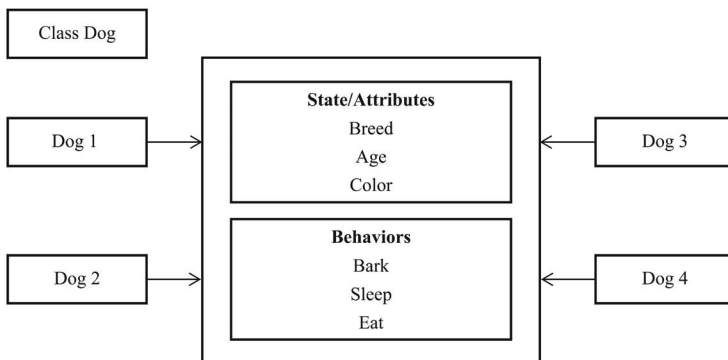 Class Dog
State/Attributes
Breed
Age
Color
Dog 1
Dog 3
Behaviors
Bark
Sleep
Eat
Dog 2
Dog 4